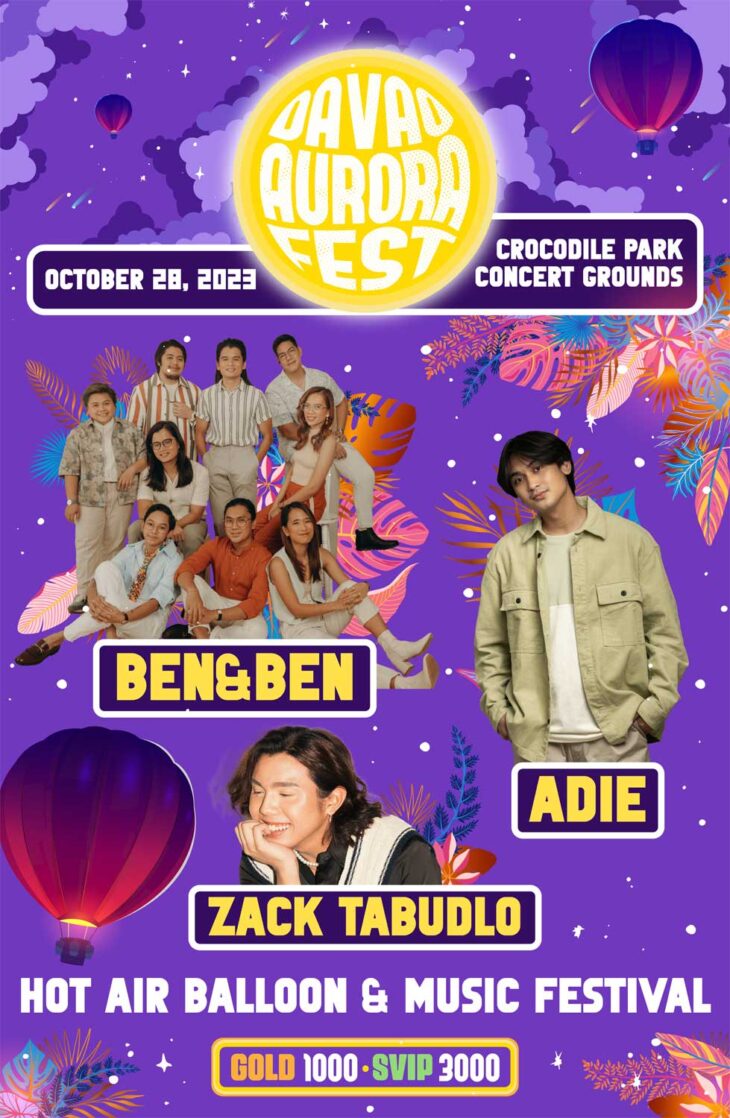 DAVAO
AURORA
FEST
OCTOBER 28, 2023
CROCODILE PARK
CONCERT GROUNDS
BEN&BEN
ADIE
ZACK TABUDLO
HOT AIR BALLOON & MUSIC FESTIVAL
GOLD 1000 · SVIP 3000